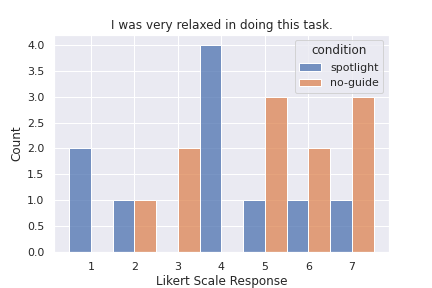 I was very relaxed in doing this task.
condition
spotlight
no-guide
4.0
3.5
3.0
2.5
2.0
1.5
1.0
0.5
0.0
Count
1 2 3 4 5 6 7
Likert Scale Response